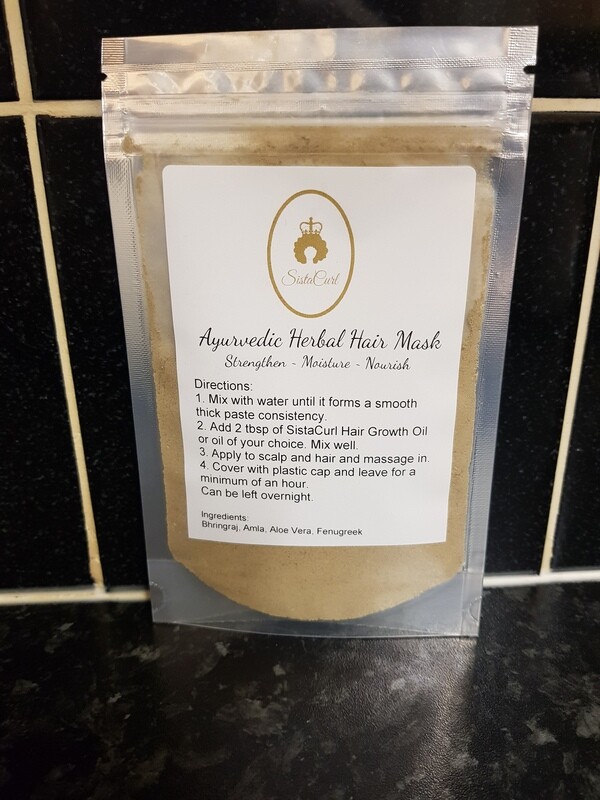 SistaCurl
Ayurvedic Herbal Hair Mask
Strengthen - Moisture - Nourish
Directions:
1. Mix with water until it forms a smooth
thick paste consistency.
2. Add 2 tbsp of SistaCurl Hair Growth Oil
or oil of your choice. Mix well.
3. Apply to scalp and hair and massage in.
4. Cover with plastic cap and leave for a
minimum of an hour.
Can be left overnight.
Ingredients:
Bhringraj, Amla, Aloe Vera, Fenugreek